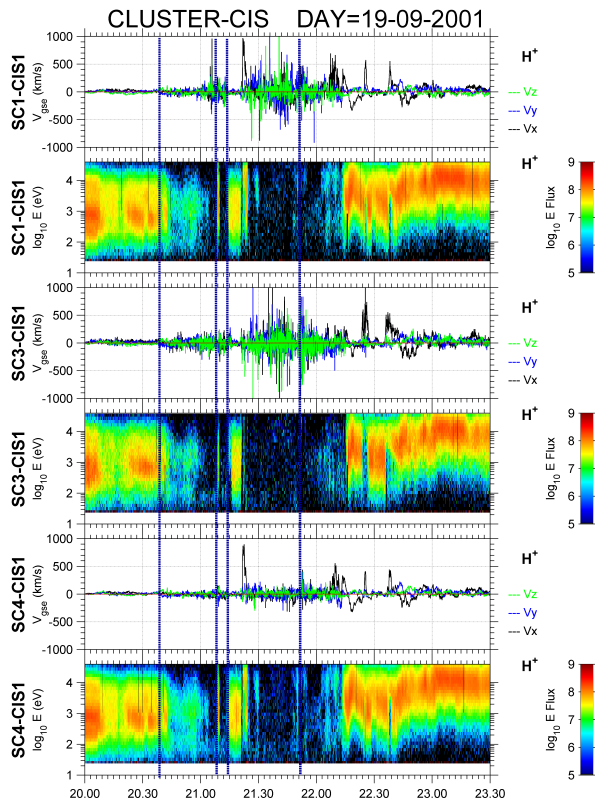 CLUSTER-CIS DAY=19-09-2001
SC1-CIS1
Vgse (km/s)
1000
500
0
-500
-1000
H+
--- Vz
--- Vy
--- Vx
SC1-CIS1
log10 E (eV)
4
3
2
1
9
8
7
6
5
log10 E Flux
SC3-CIS1
Vgse (km/s)
1000
500
0
-500
-1000
H+
--- Vz
--- Vy
--- Vx
SC3-CIS1
log10 E (eV)
4
3
2
1
9
8
7
6
5
log10 E Flux
SC4-CIS1
Vgse (km/s)
1000
500
0
-500
-1000
H+
--- Vz
--- Vy
--- Vx
SC4-CIS1
log10 E (eV)
4
3
2
1
9
8
7
6
5
log10 E Flux
20.00 20.30 21.00 21.30 22.00 22.30 23.00 23.30